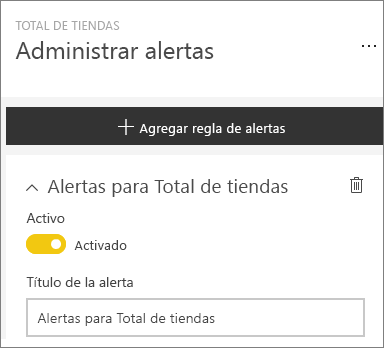 TOTAL DE TIENDAS
Administrar alertas
Agregar regla de alertas
Alertas para Total de tiendas
Activo
Activado
Título de la alerta
Alertas para Total de tiendas